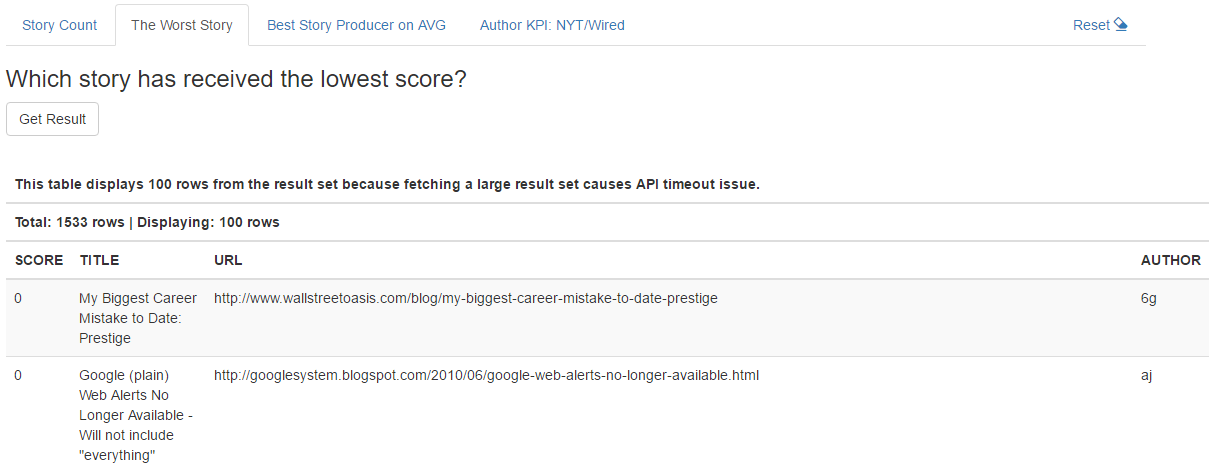 Story Count The Worst Story Best Story Producer on AVG Author KPI: NYT/Wired Reset
Which story has received the lowest score?
Get Result
This table displays 100 rows from the result set because fetching a large result set causes API timeout issue.
Total: 1533 rows | Displaying: 100 rows
SCORE TITLE URL AUTHOR
0 My Biggest Career http://www.wallstreetoasis.com/blog/my-biggest-career-mistake-to-date-prestige 6g
Mistake to Date:
Prestige
0 Google (plain) http://googlesystem.blogspot.com/2010/06/google-web-alerts-no-longer-available.html aj
Web Alerts No
Longer Available -
Will not include
"everything"